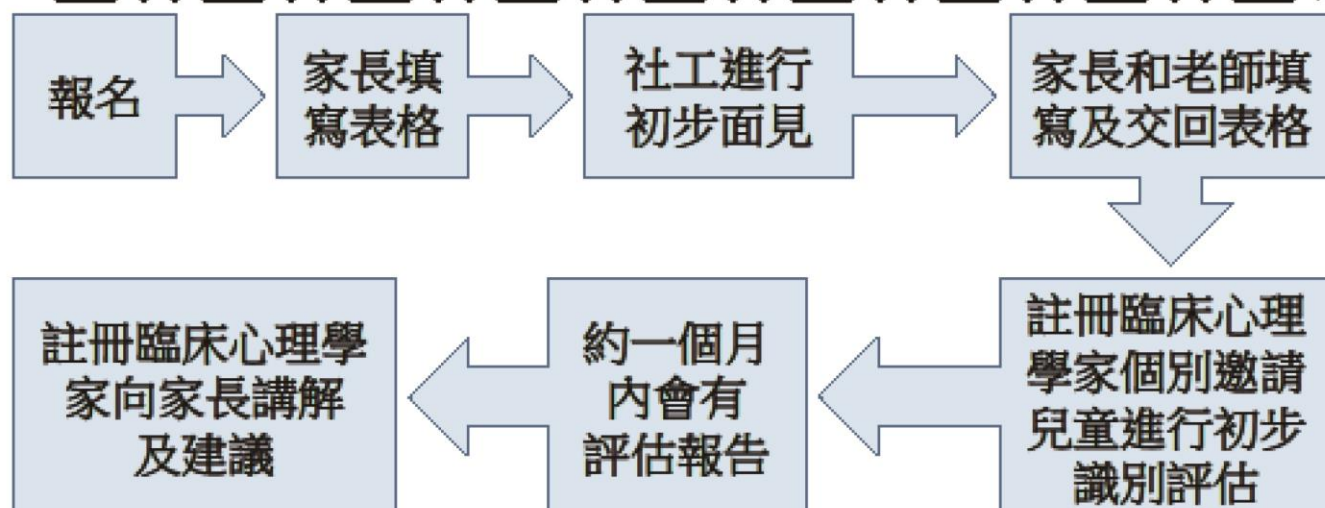 報名
家長填
寫表格
社工進行
初步面見
家長和老師填
寫及交回表格
註冊臨床心理
學家個別邀請
兒童進行初步
識別評估
約一個月
內會有
評估報告
註冊臨床心理學
家向家長講解
及建議